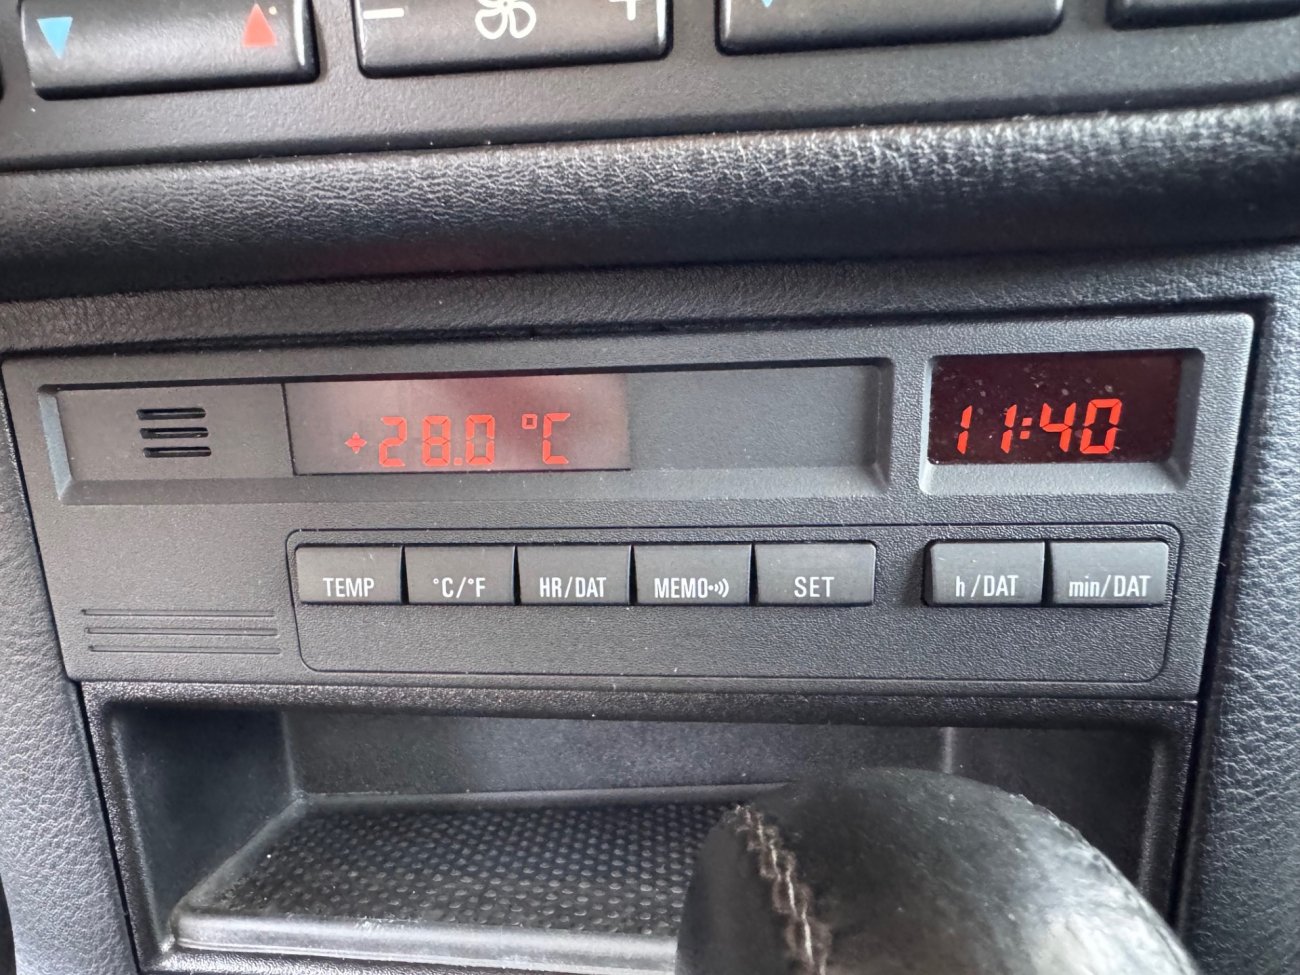 - +
+28.0 °C 11:40
TEMP °C/°F HR/DAT MEMO SET h/DAT min/DAT